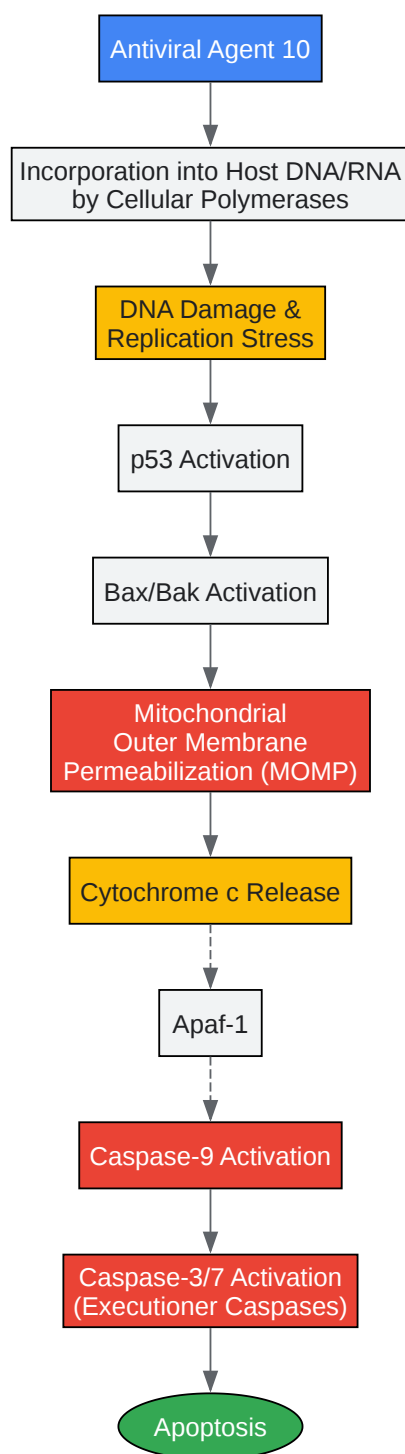 Antiviral Agent 10
Incorporation into Host DNA/RNA
by Cellular Polymerases
DNA Damage &
Replication Stress
p53 Activation
Bax/Bak Activation
Mitochondrial
Outer Membrane
Permeabilization (MOMP)
Cytochrome c Release
Apaf-1
Caspase-9 Activation
Caspase-3/7 Activation
(Executioner Caspases)
Apoptosis